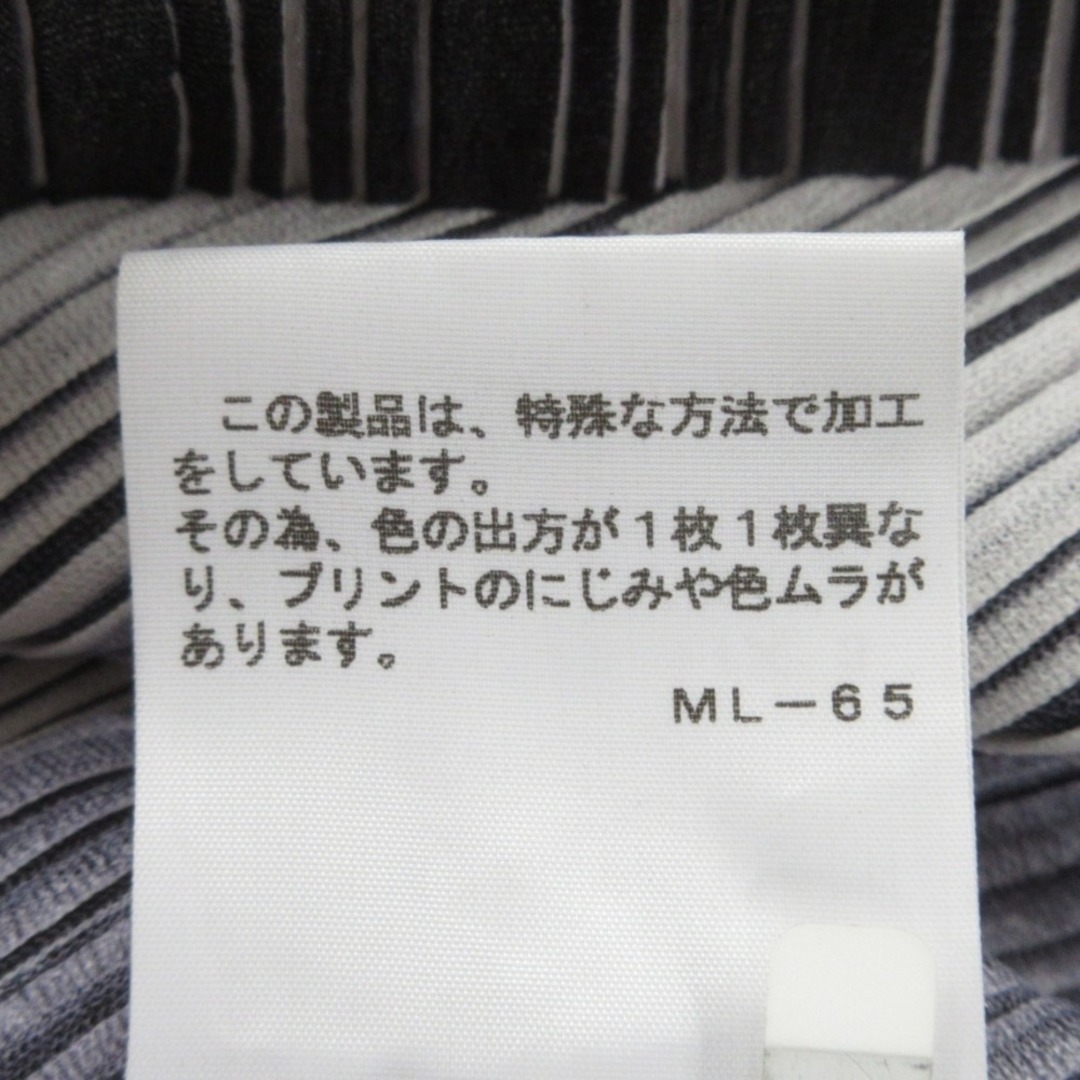 この製品は、特殊な方法で加工
をしています。
その為、色の出方が１枚１枚異な
り、プリントのにじみや色ムラが
あります。
ＭＬ－６５